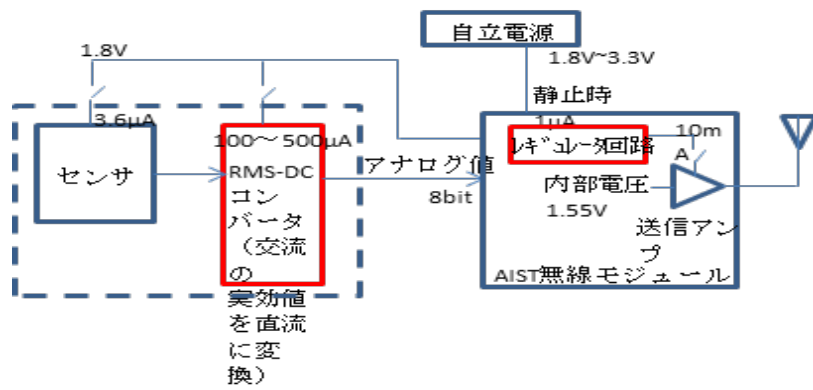 自立電源
1.8V
1.8V~3.3V
静止時
1μA
3.6μA
100～500μA
10m
A
ﾚｷﾞｭﾚｰﾀ回路
センサ
RMS-DC
コン
バータ
（交流
の
実効値
を直流
に変
換）
アナログ値
8bit
内部電圧
1.55V
送信アン
プ
AIST無線モジュール